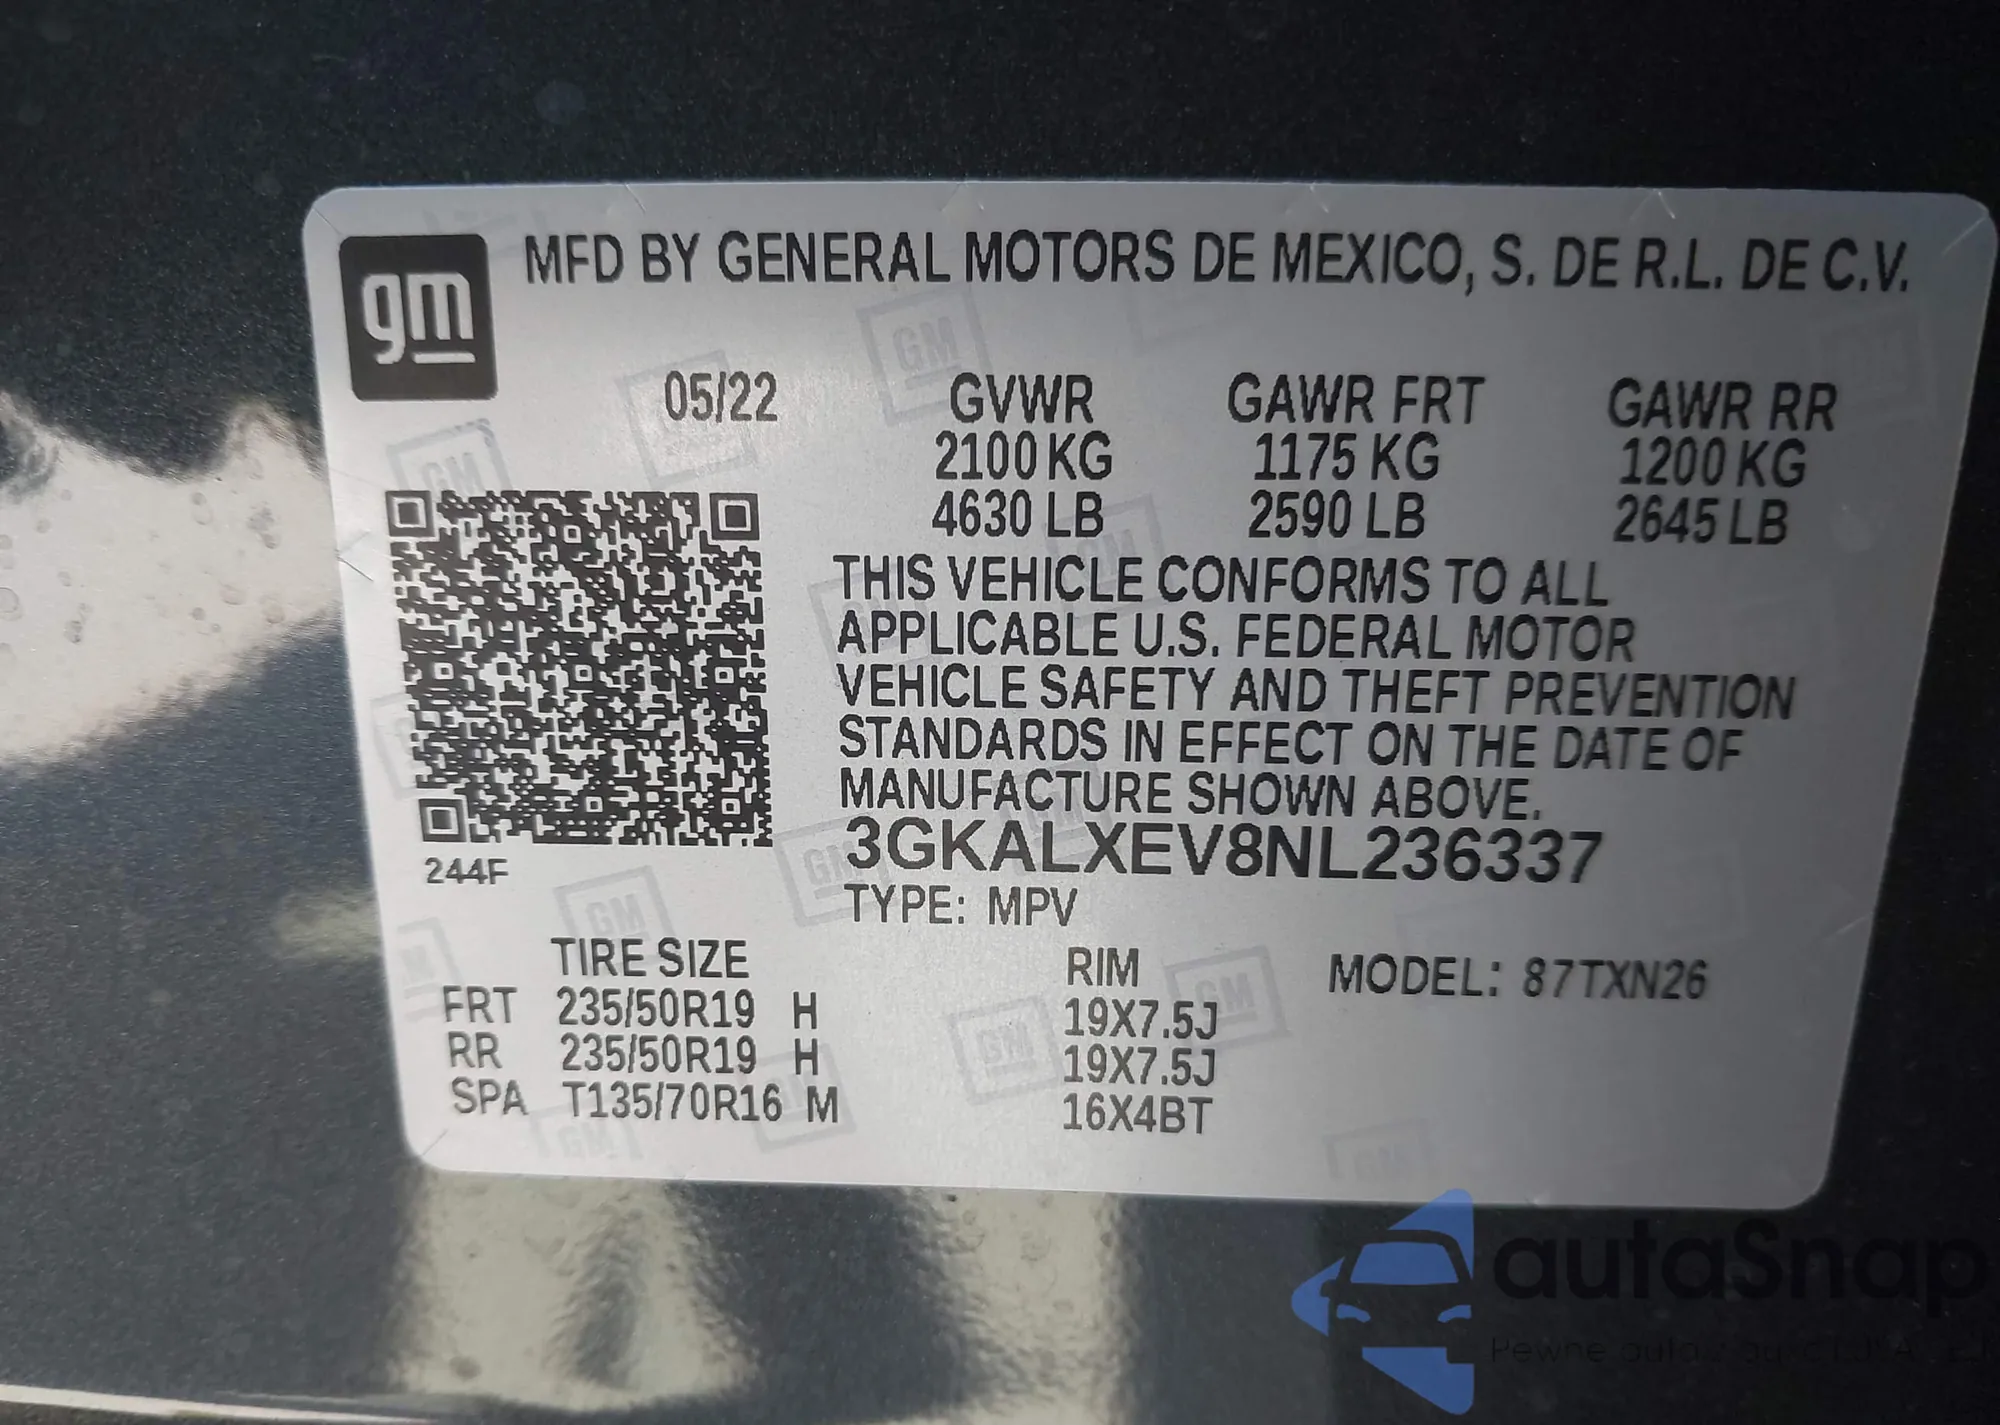 gm MFD BY GENERAL MOTORS DE MEXICO, S. DE R.L. DE C.V.
05/22 GVWR GAWR FRT GAWR RR
2100 KG 1175 KG 1200 KG
4630 LB 2590 LB 2645 LB
THIS VEHICLE CONFORMS TO ALL
APPLICABLE U.S. FEDERAL MOTOR
VEHICLE SAFETY AND THEFT PREVENTION
STANDARDS IN EFFECT ON THE DATE OF
MANUFACTURE SHOWN ABOVE.
3GKALXEV8NL236337
244F
TYPE: MPV
TIRE SIZE RIM MODEL: 87TXN26
FRT 235/50R19 H 19X7.5J
RR 235/50R19 H 19X7.5J
SPA T135/70R16 M 16X4BT
autaSnap
Pewne auta z